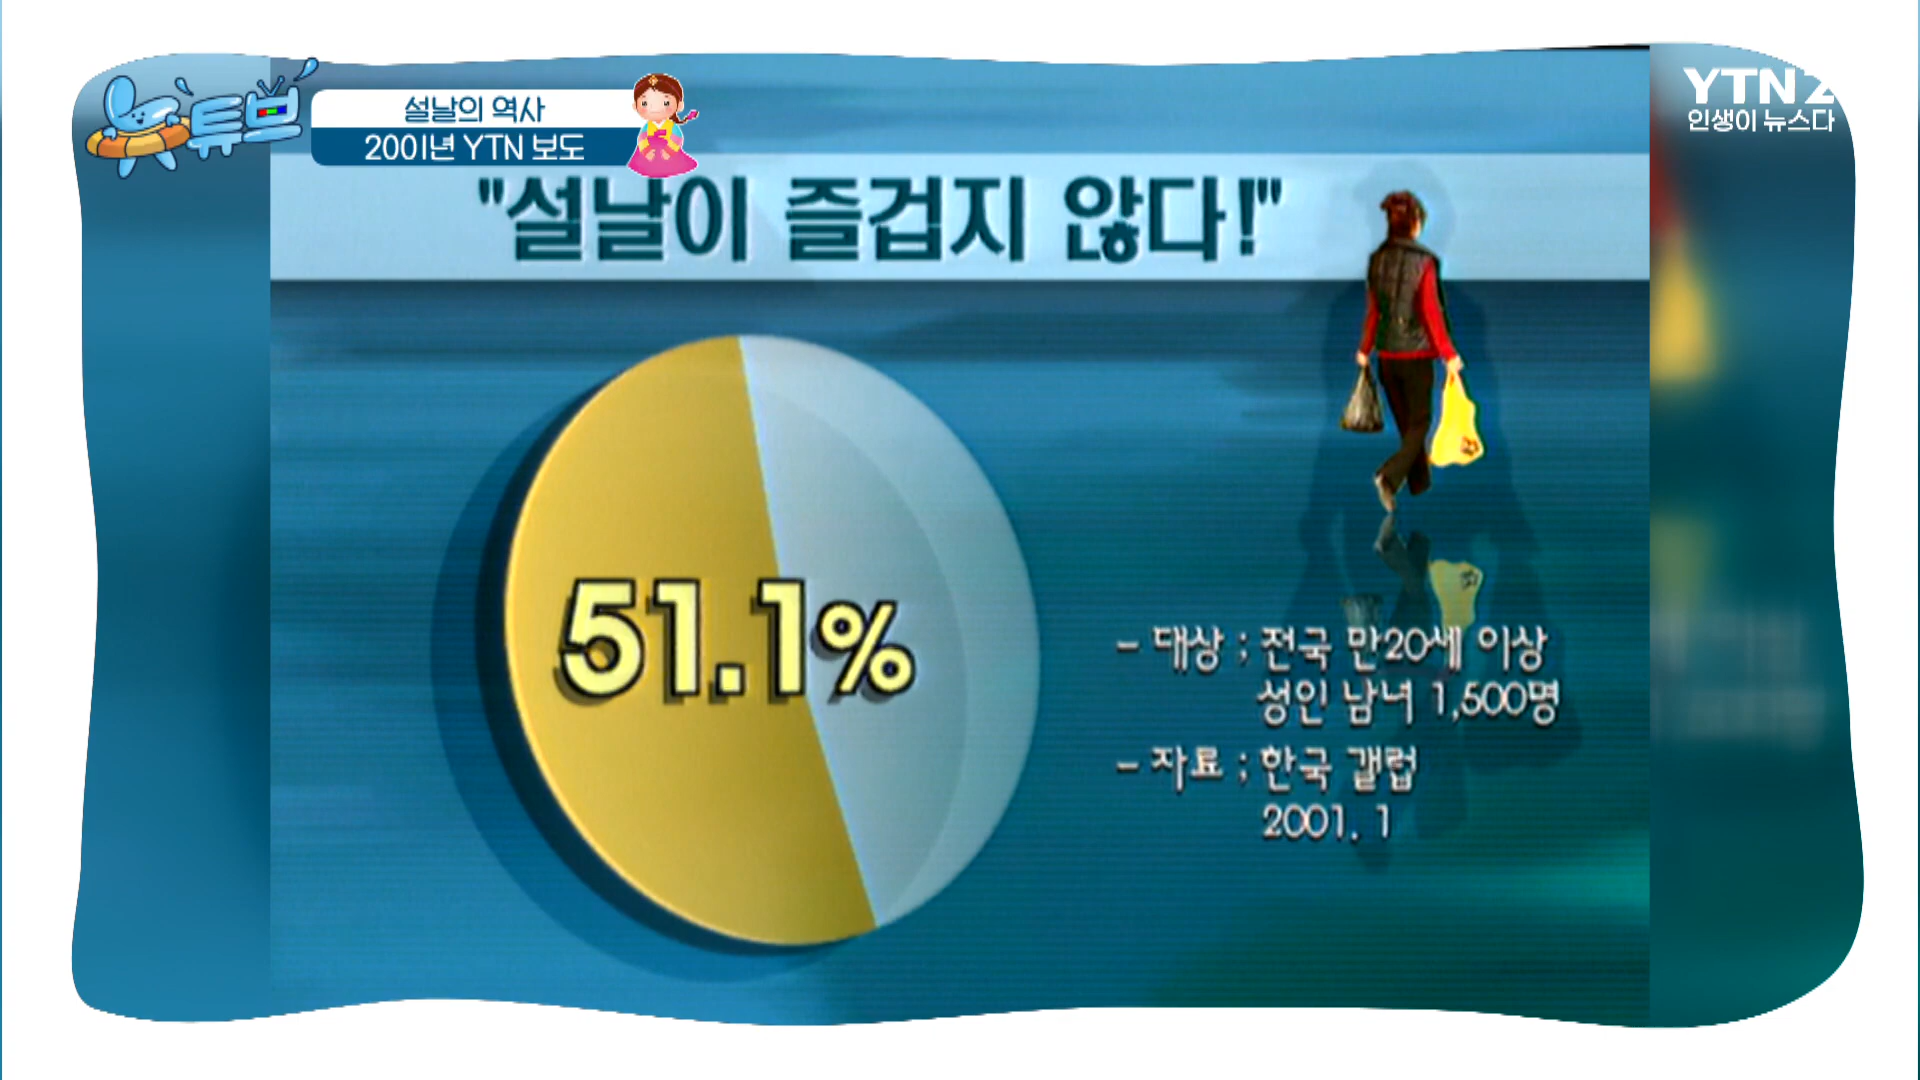 뉴튜브
설날의 역사
2001년 YTN 보도
YTN 2
인생이 뉴스다
"설날이 즐겁지 않다!"
51.1%
- 대상 ; 전국 만20세 이상
성인 남녀 1,500명
- 자료 ; 한국 갤럽
2001. 1